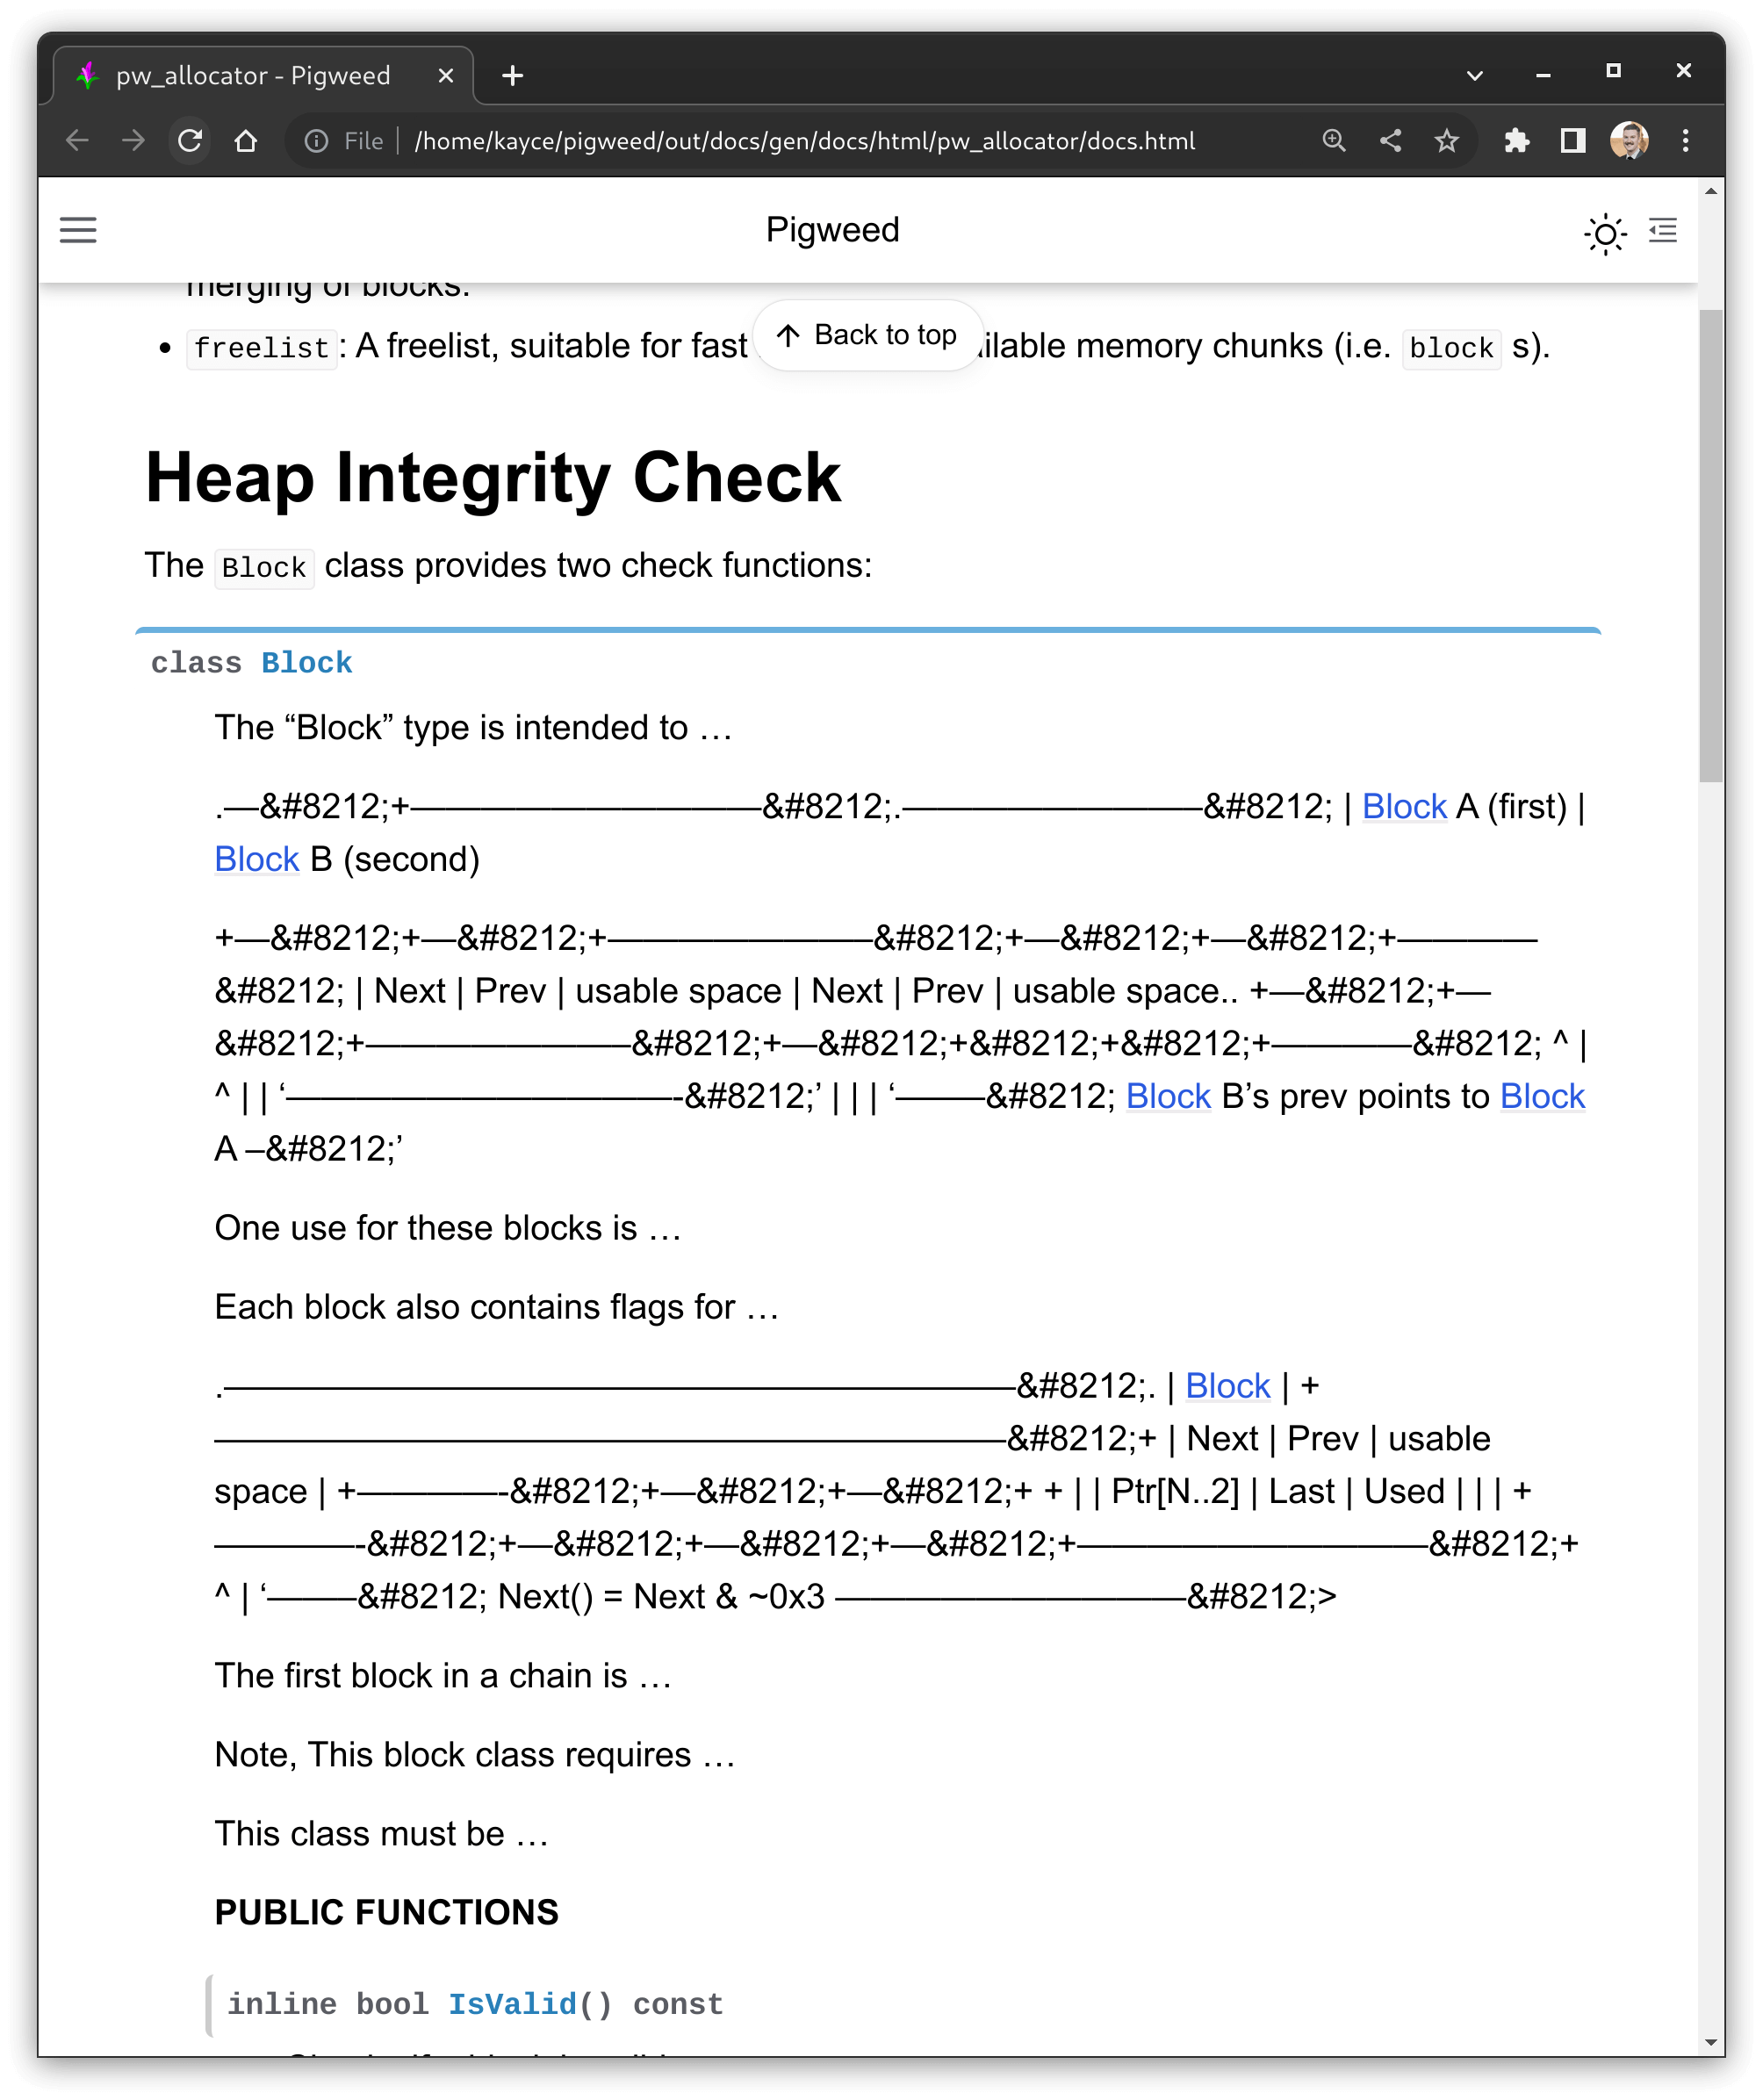 pw_allocator - Pigweed
File | /home/kayce/pigweed/out/docs/gen/docs/html/pw_allocator/docs.html
Pigweed
merging of blocks.
Back to top
• freelist: A freelist, suitable for fast ilable memory chunks (i.e. block s).
Heap Integrity Check
The Block class provides two check functions:
class Block
The “Block” type is intended to …
.—&#8212;+——————————&#8212;.————————–&#8212; | Block A (first) |
Block B (second)
+—&#8212;+—&#8212;+———————–&#8212;+—&#8212;+—&#8212;+————
&#8212; | Next | Prev | usable space | Next | Prev | usable space.. +—&#8212;+—
&#8212;+———————–&#8212;+—&#8212;+&#8212;+&#8212;+————&#8212; ^ |
^ | | ‘———————————-&#8212;’ | | | ‘——–&#8212; Block B’s prev points to Block
A –&#8212;’
One use for these blocks is …
Each block also contains flags for …
.——————————————————————–&#8212;. | Block | +
——————————————————————–&#8212;+ | Next | Prev | usable
space | +————-&#8212;+—&#8212;+—&#8212;+ + | | Ptr[N..2] | Last | Used | | | +
————-&#8212;+—&#8212;+—&#8212;+—&#8212;+——————————&#8212;+
^ | ‘——–&#8212; Next() = Next & ~0x3 ——————————&#8212;>
The first block in a chain is …
Note, This block class requires …
This class must be …
PUBLIC FUNCTIONS
inline bool IsValid() const